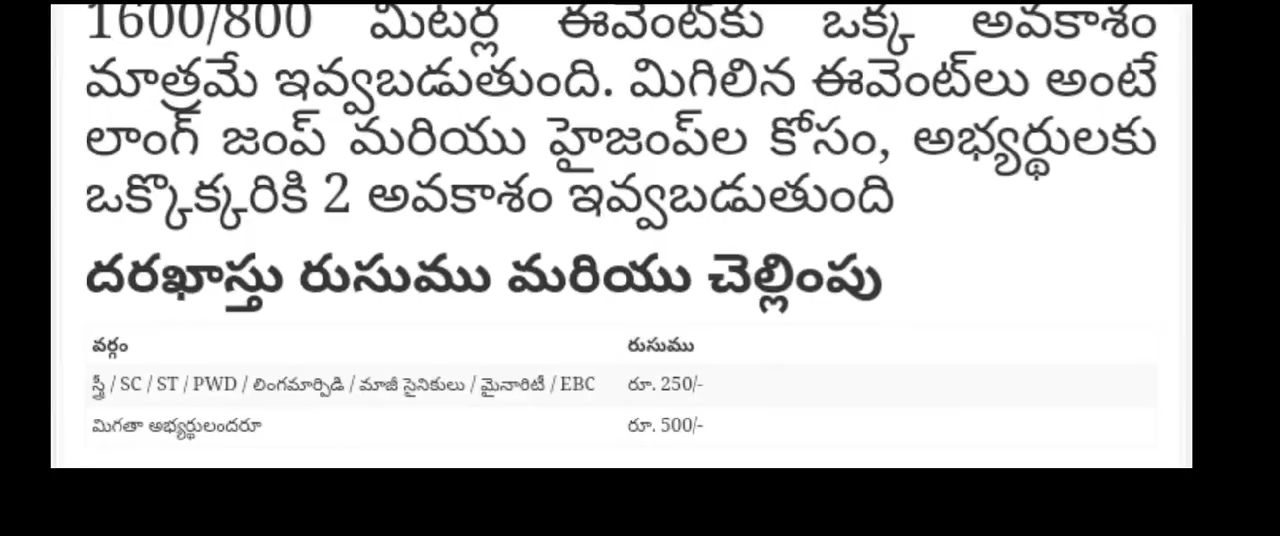 1600/800 మీటర్ల ఈవెంట్‌కు ఒక్క అవకాశం
మాత్రమే ఇవ్వబడుతుంది. మిగిలిన ఈవెంట్‌లు అంటే
లాంగ్ జంప్ మరియు హైజంప్‌ల కోసం, అభ్యర్థులకు
ఒక్కొక్కరికి 2 అవకాశం ఇవ్వబడుతుంది
దరఖాస్తు రుసుము మరియు చెల్లింపు
వర్గం రుసుము
స్త్రీ / SC / ST / PWD / లింగమార్పిడి / మాజీ సైనికులు / మైనారిటీ / EBC రూ. 250/-
మిగతా అభ్యర్థులందరూ రూ. 500/-